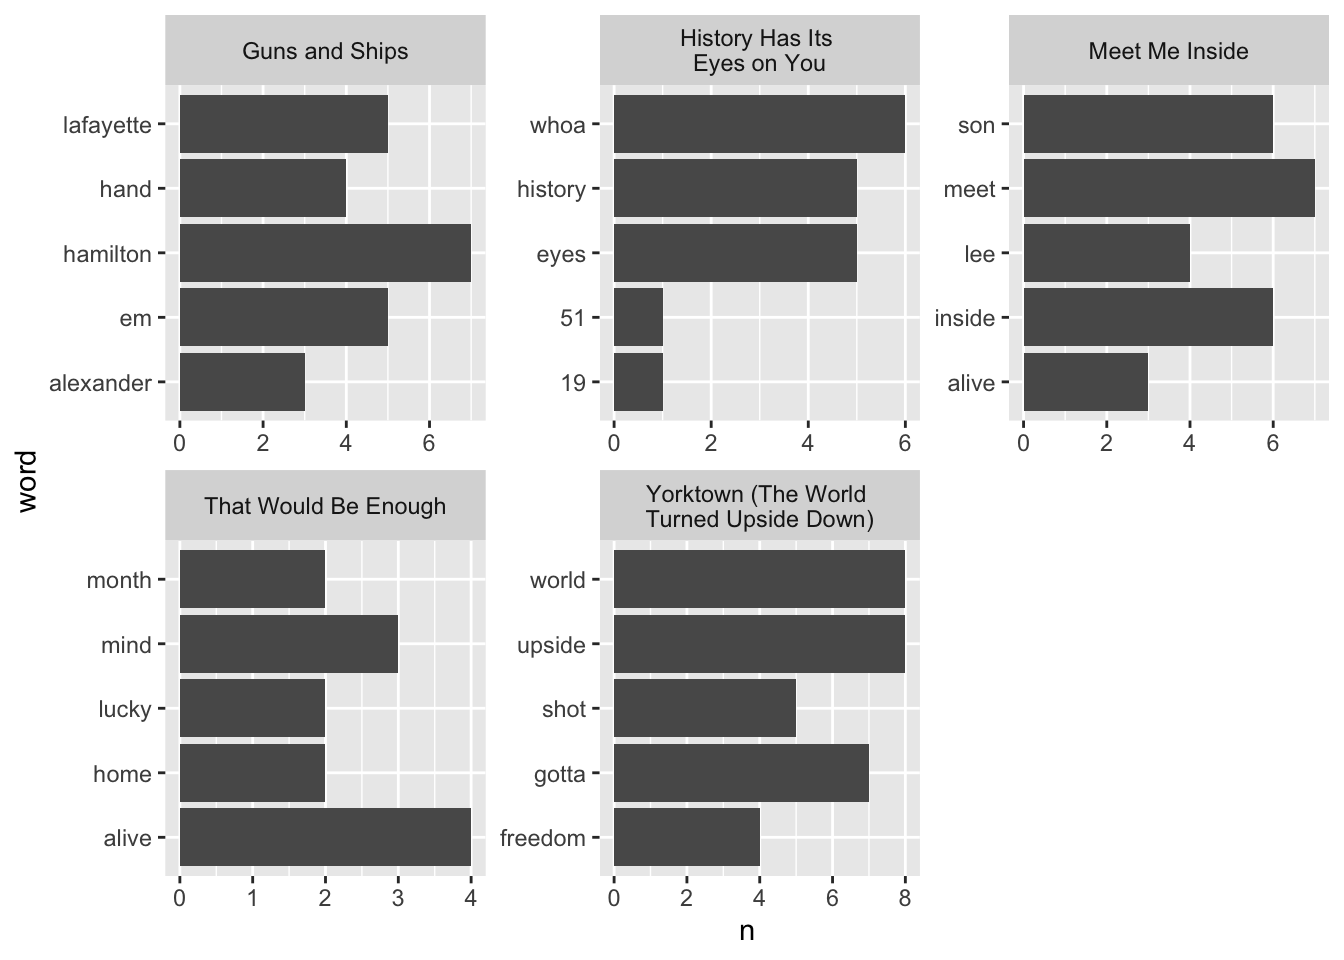 Guns and Ships
lafayette
hand
hamilton
em
alexander
0 2 4 6
History Has Its
Eyes on You
whoa
history
eyes
51
19
0 2 4 6
Meet Me Inside
son
meet
lee
inside
alive
0 2 4 6
word
That Would Be Enough
month
mind
lucky
home
alive
0 1 2 3 4
Yorktown (The World
Turned Upside Down)
world
upside
shot
gotta
freedom
0 2 4 6 8
n